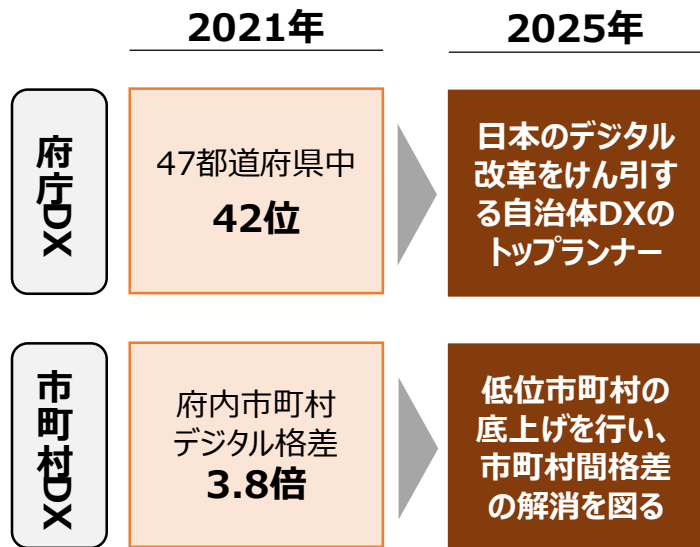 2021年
2025年
府庁DX
47都道府県中
42位
日本のデジタル
改革をけん引す
る自治体DXの
トップランナー
市町村DX
府内市町村
デジタル格差
3.8倍
低位市町村の
底上げを行い、
市町村間格差
の解消を図る